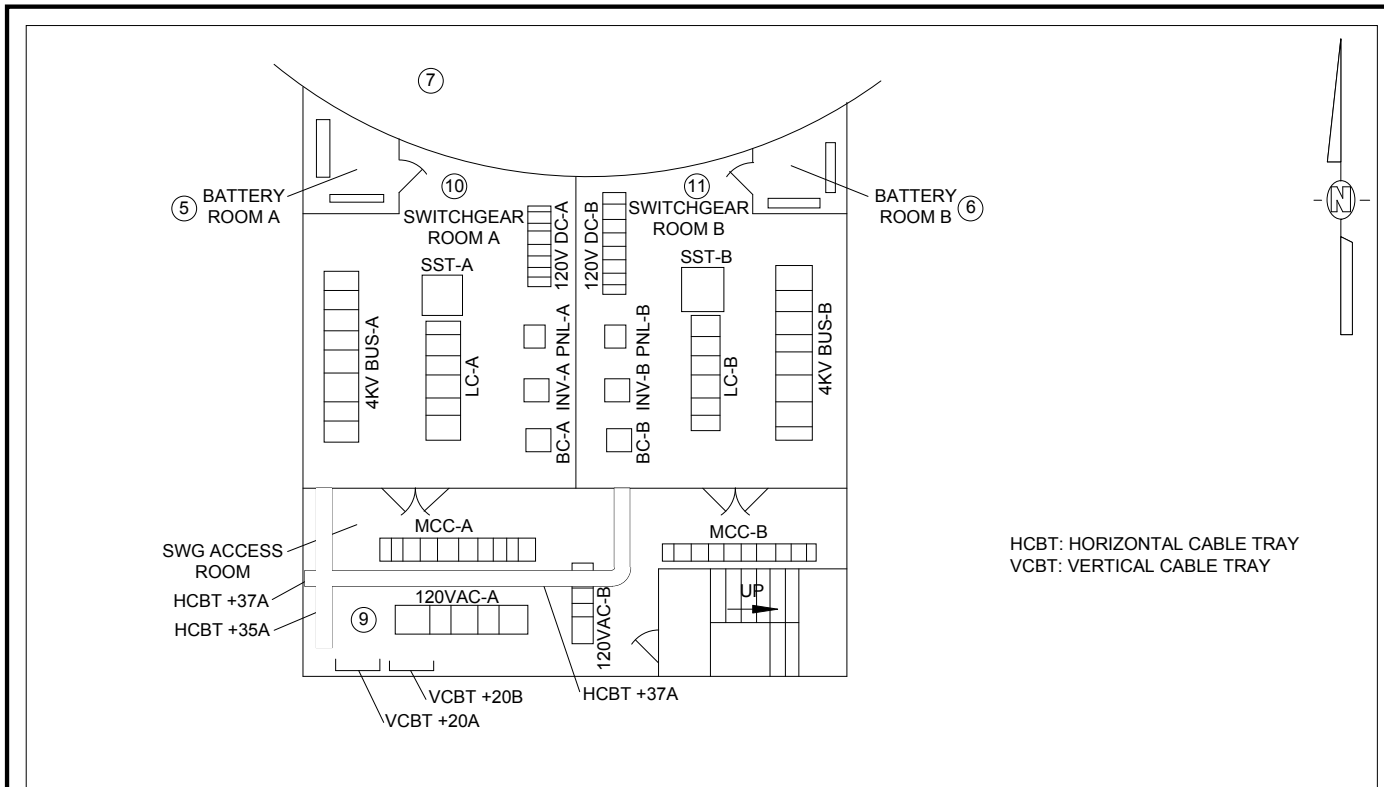 7
10
11
5
BATTERY
ROOM A
BATTERY
ROOM B
6
N
SWITCHGEAR
ROOM A
SWITCHGEAR
ROOM B
120V DC-A
120V DC-B
SST-A
SST-B
4KV BUS-A
LC-A
BC-A INV-A PNL-A
BC-B INV-B PNL-B
LC-B
4KV BUS-B
SWG ACCESS
ROOM
MCC-A
MCC-B
HCBT: HORIZONTAL CABLE TRAY
VCBT: VERTICAL CABLE TRAY
HCBT +37A
HCBT +35A
9
120VAC-A
120VAC-B
UP
VCBT +20B
HCBT +37A
VCBT +20A